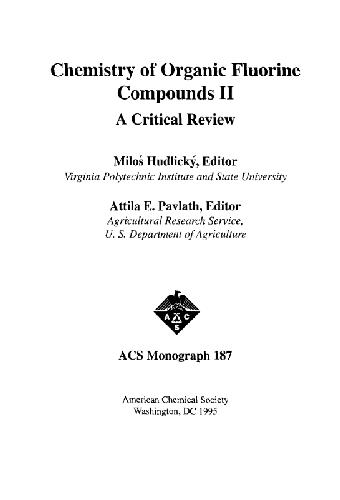 Chemistry of Organic Fluorine
Compounds II
A Critical Review
Miloš Hudlický, Editor
Virginia Polytechnic Institute and State University
Attila E. Pavlath, Editor
Agricultural Research Service,
U. S. Department of Agriculture
A C
S
ACS Monograph 187
American Chemical Society
Washington, DC 1995